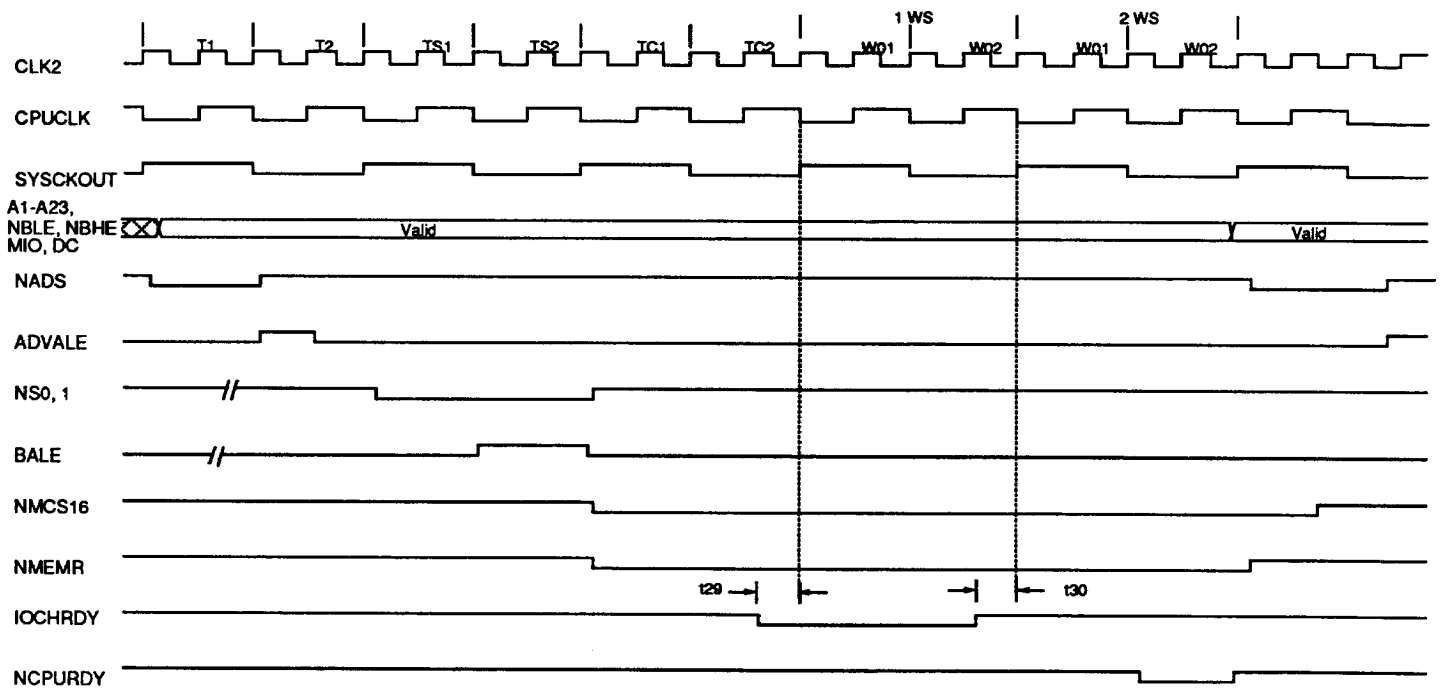 1 WS 2 WS
T1 T2 TS1 TS2 TC1 TC2 W01 W02 W01 W02
CLK2
CPUCLK
SYSCKOUT
A1-A23,
NBLE, NBHE Valid Valid
MIO, DC
NADS
ADVALE
NS0, 1
BALE
NMCS16
NMEMR
t29 t30
IOCHRDY
NCPURDY